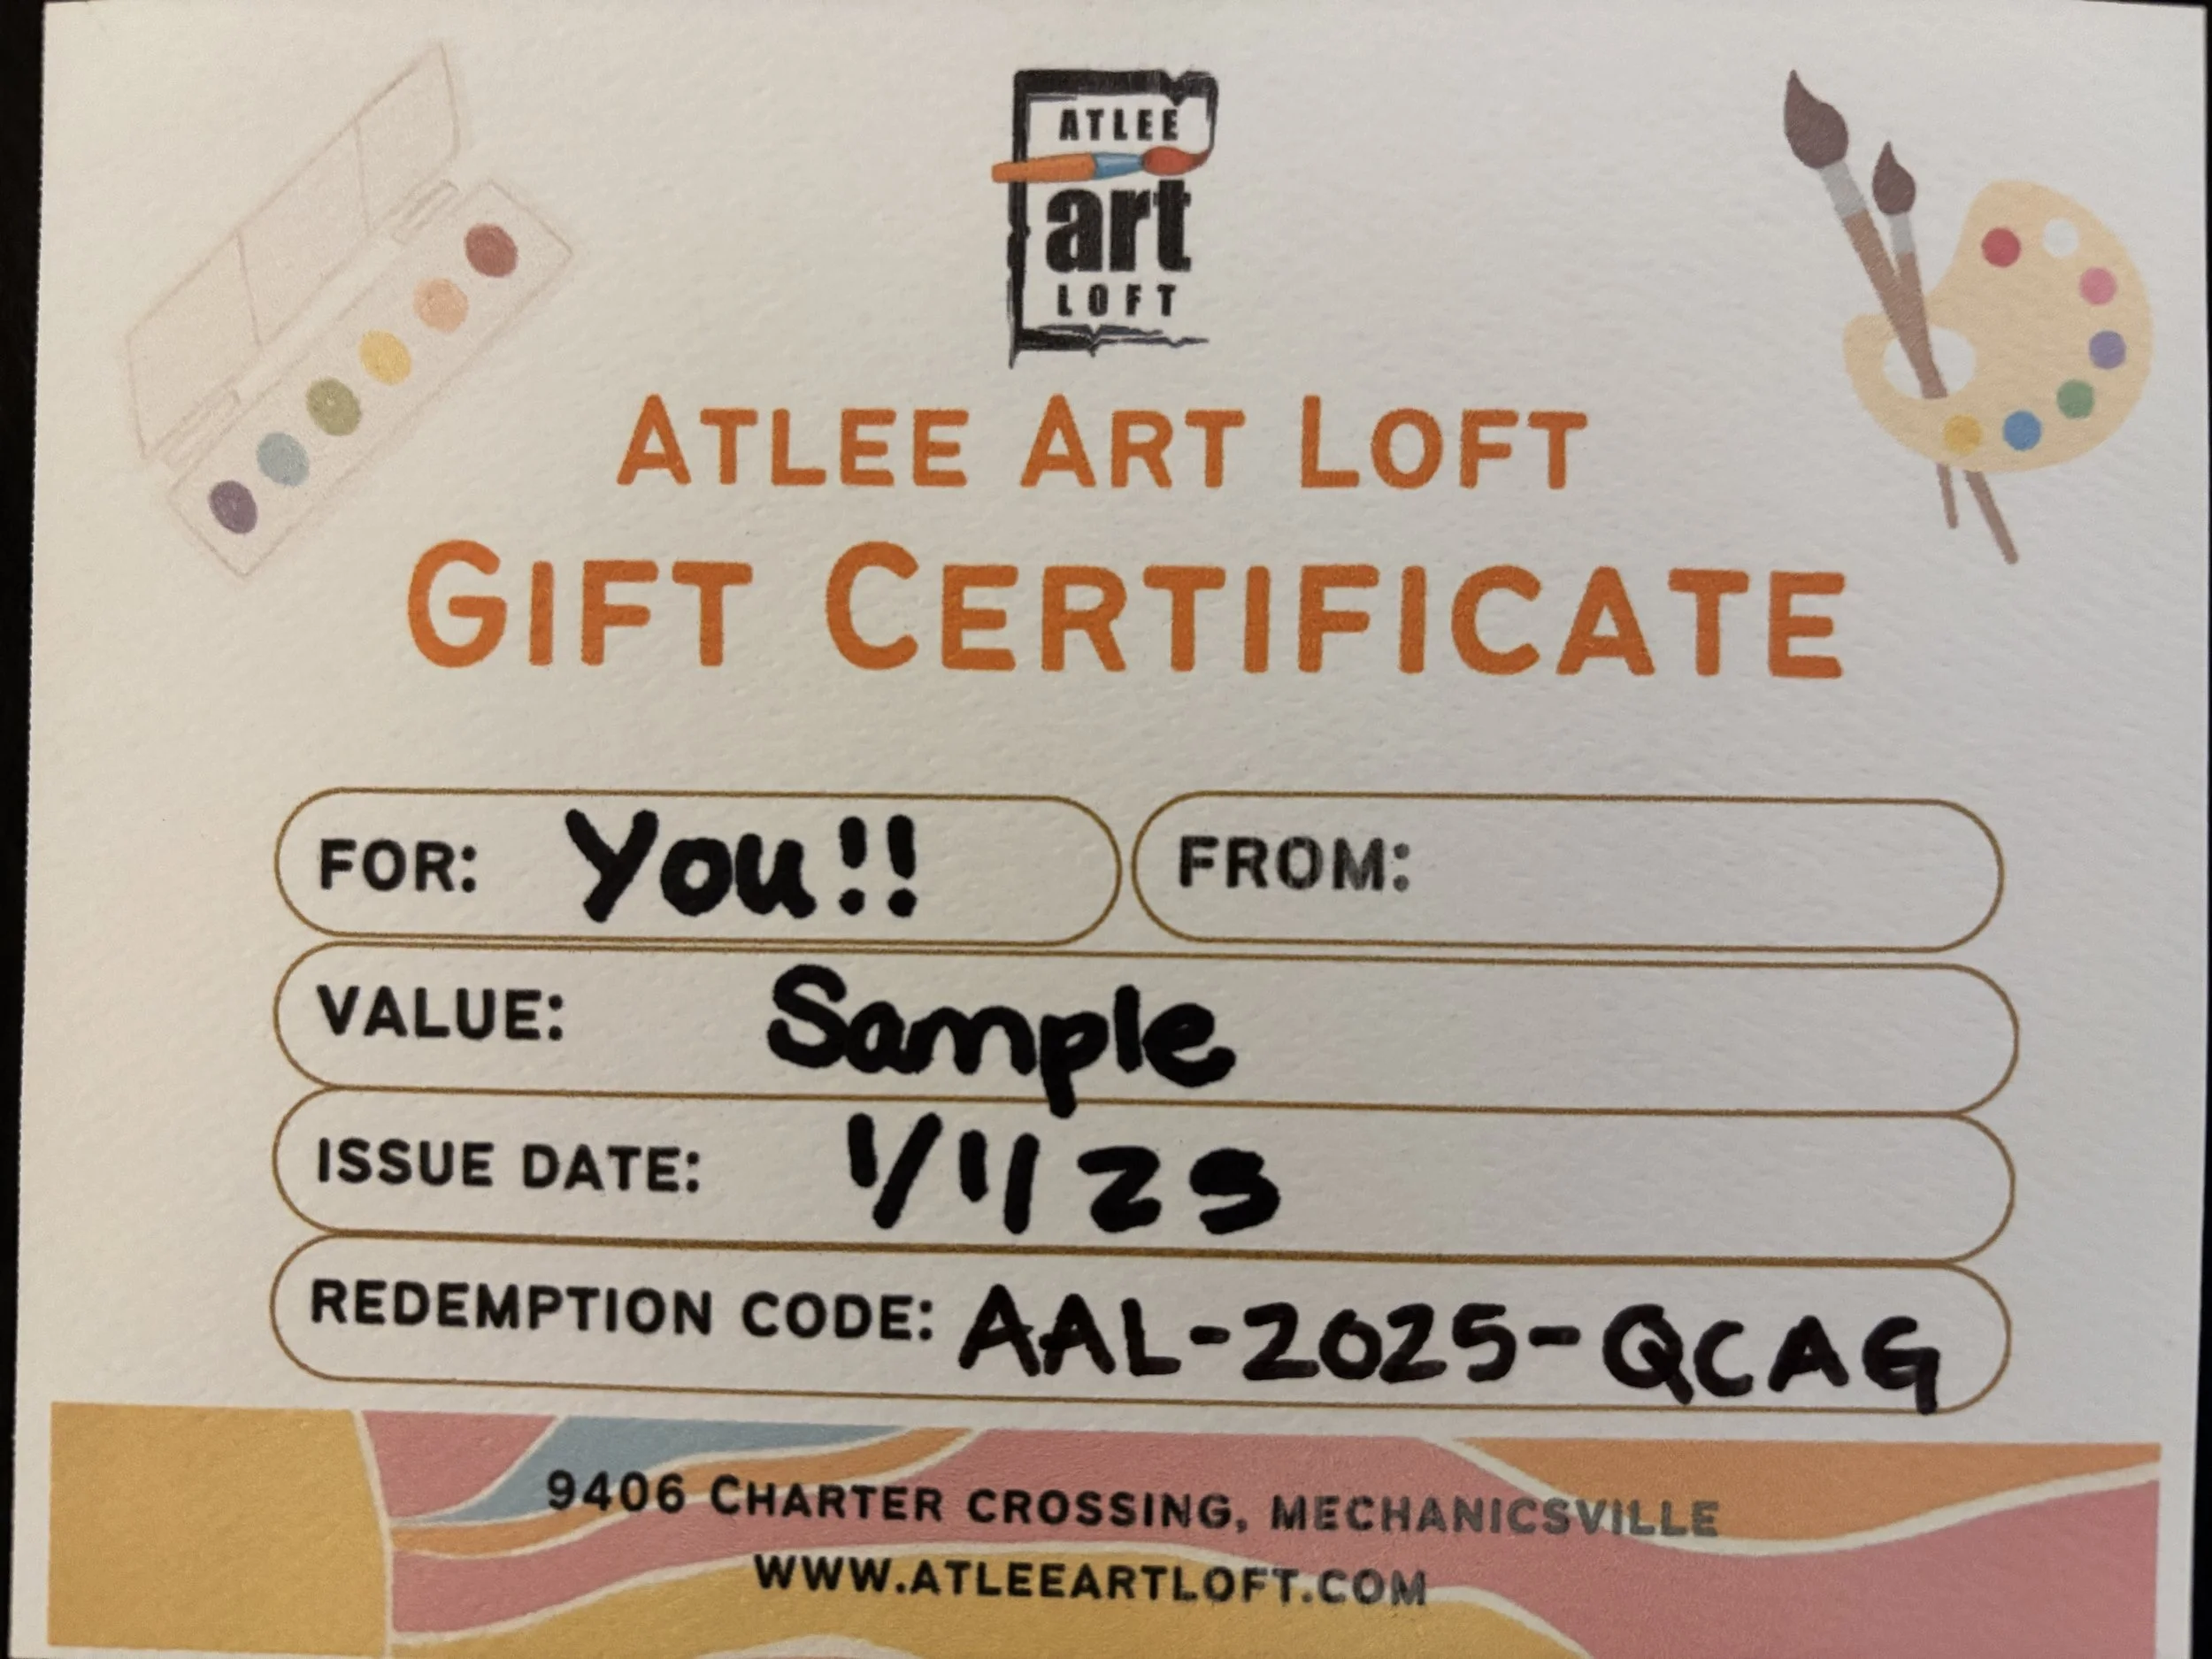 ATLEE
art
LOFT
ATLEE ART LOFT
GIFT CERTIFICATE
FOR: You!!
FROM:
VALUE: Sample
ISSUE DATE: 1/1/25
REDEMPTION CODE: AAL-2025-QCAG
9406 CHARTER CROSSING, MECHANICSVILLE
WWW.ATLEEARTLOFT.COM